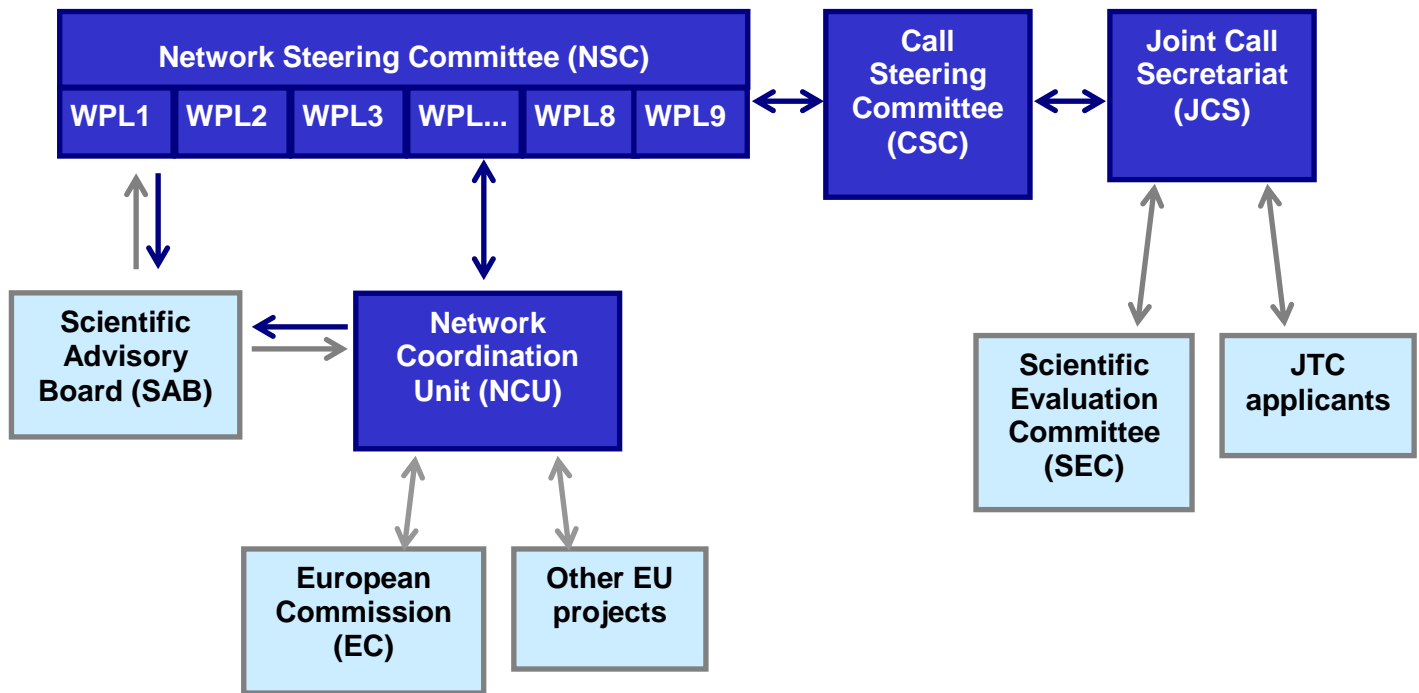 Network Steering Committee (NSC)
WPL1 WPL2 WPL3 WPL... WPL8 WPL9
Call
Steering
Committee
(CSC)
Joint Call
Secretariat
(JCS)
Scientific
Advisory
Board (SAB)
Network
Coordination
Unit (NCU)
Scientific
Evaluation
Committee
(SEC)
JTC
applicants
European
Commission
(EC)
Other EU
projects